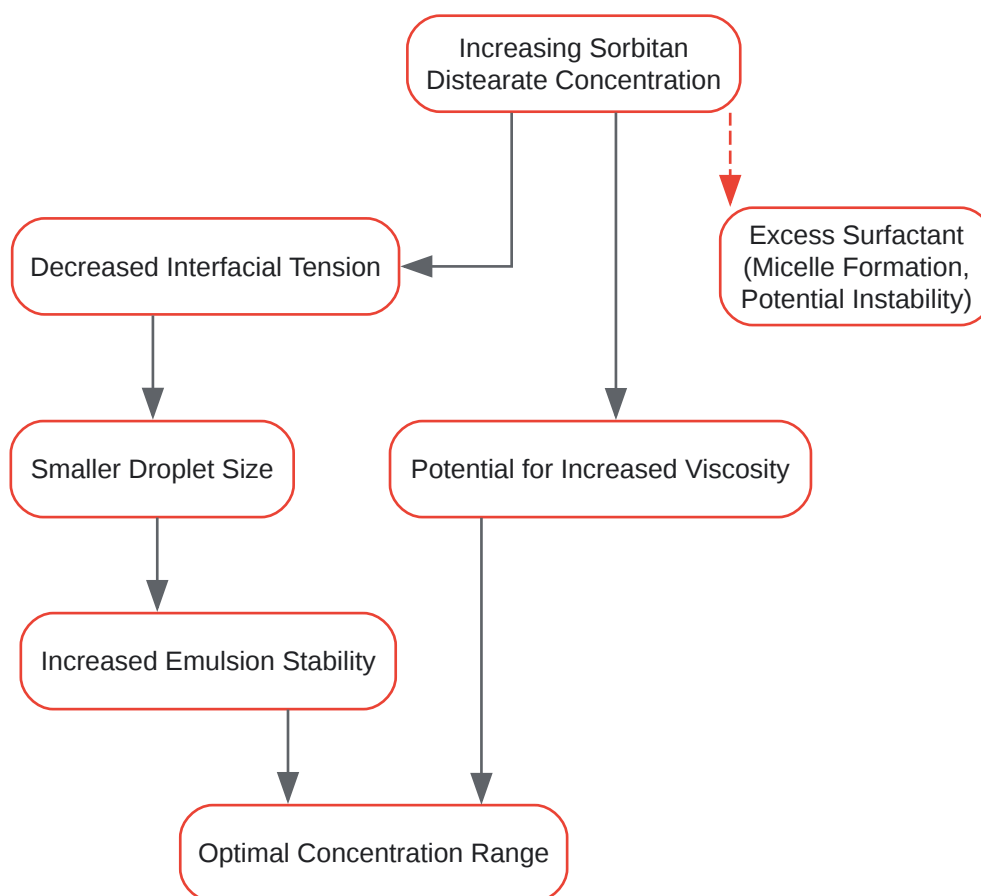 Increasing Sorbitan
Distearate Concentration
Decreased Interfacial Tension
Excess Surfactant
(Micelle Formation,
Potential Instability)
Smaller Droplet Size
Potential for Increased Viscosity
Increased Emulsion Stability
Optimal Concentration Range